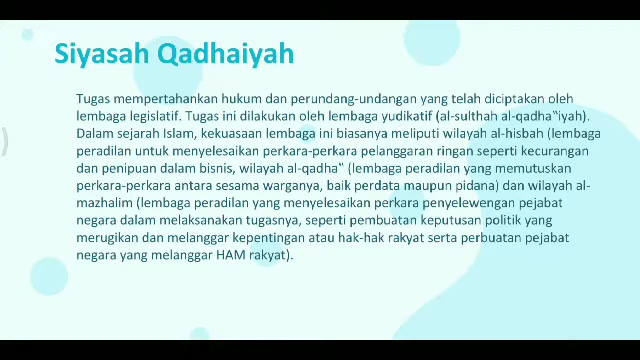 Siyasah Qadhaiyah
Tugas mempertahankan hukum dan perundang-undangan yang telah diciptakan oleh
lembaga legislatif. Tugas ini dilakukan oleh lembaga yudikatif (al-sulthah al-qadha‟iyah).
Dalam sejarah Islam, kekuasaan lembaga ini biasanya meliputi wilayah al-hisbah (lembaga
peradilan untuk menyelesaikan perkara-perkara pelanggaran ringan seperti kecurangan
dan penipuan dalam bisnis, wilayah al-qadha‟ (lembaga peradilan yang memutuskan
perkara-perkara antara sesama warganya, baik perdata maupun pidana) dan wilayah al-
mazhalim (lembaga peradilan yang menyelesaikan perkara penyelewengan pejabat
negara dalam melaksanakan tugasnya, seperti pembuatan keputusan politik yang
merugikan dan melanggar kepentingan atau hak-hak rakyat serta perbuatan pejabat
negara yang melanggar HAM rakyat).